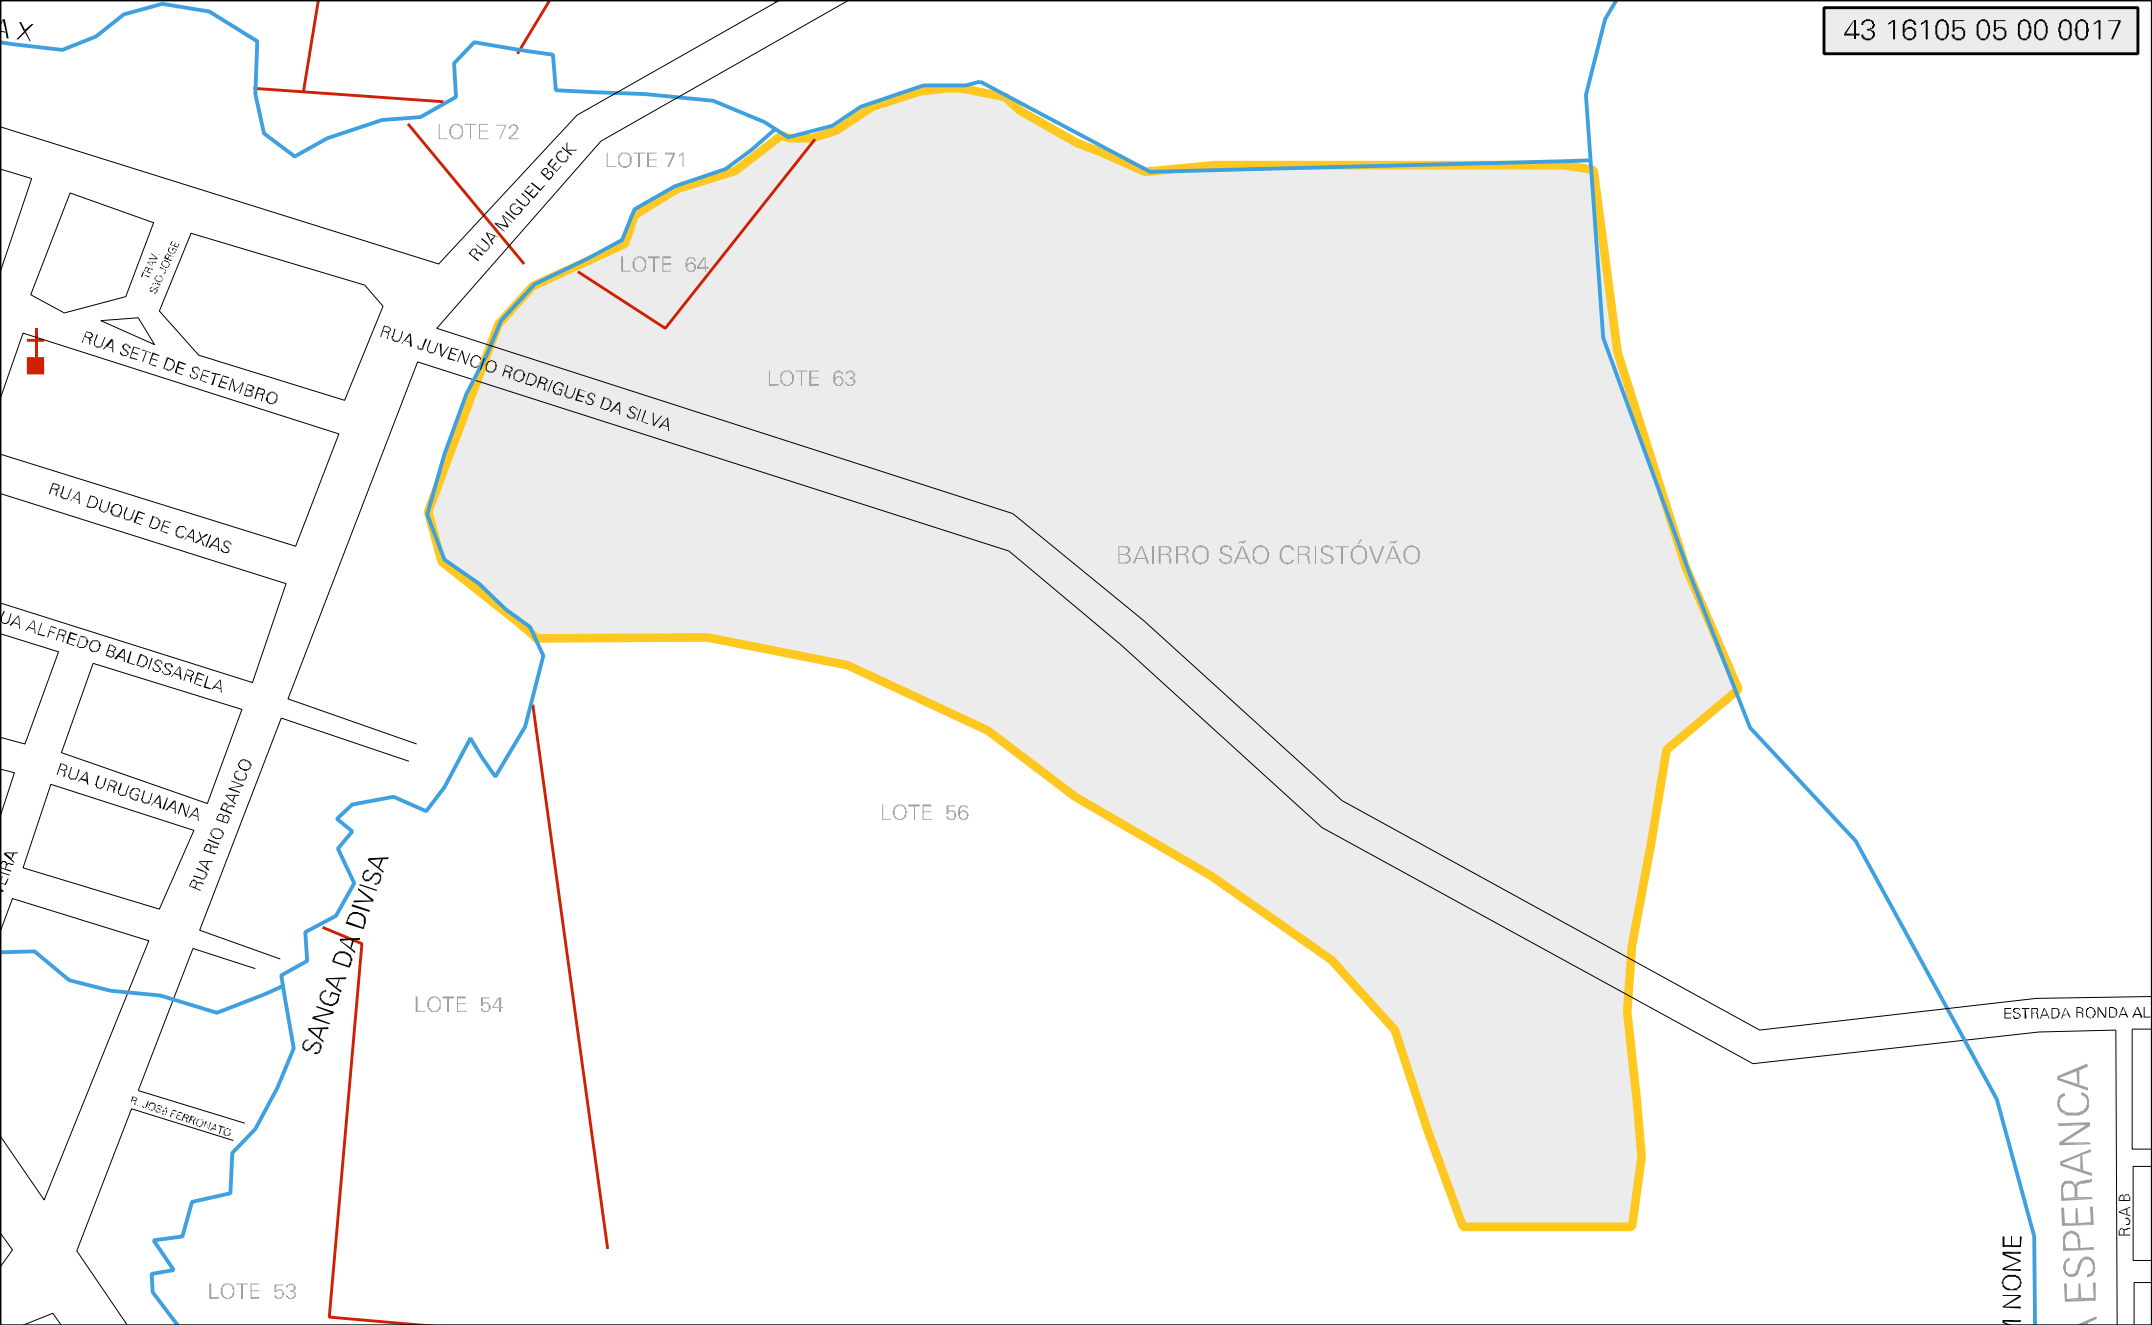 43 16105 05 00 0017
LOTE 72
LOTE 71
RUA MIGUEL BECK
TRAV.
SÃO JORGE
LOTE 64
RUA SETE DE SETEMBRO
RUA JUVENCIO RODRIGUES DA SILVA
LOTE 63
RUA DUQUE DE CAXIAS
BAIRRO SÃO CRISTÓVÃO
UA ALFREDO BALDISSARELA
RUA URUGUAIANA
RUA RIO BRANCO
LOTE 56
SANGA DA DIVISA
LOTE 54
ESTRADA RONDA AL
R. JOSÉ FERRONATO
ESPERANCA
RUA B
NOME
LOTE 53